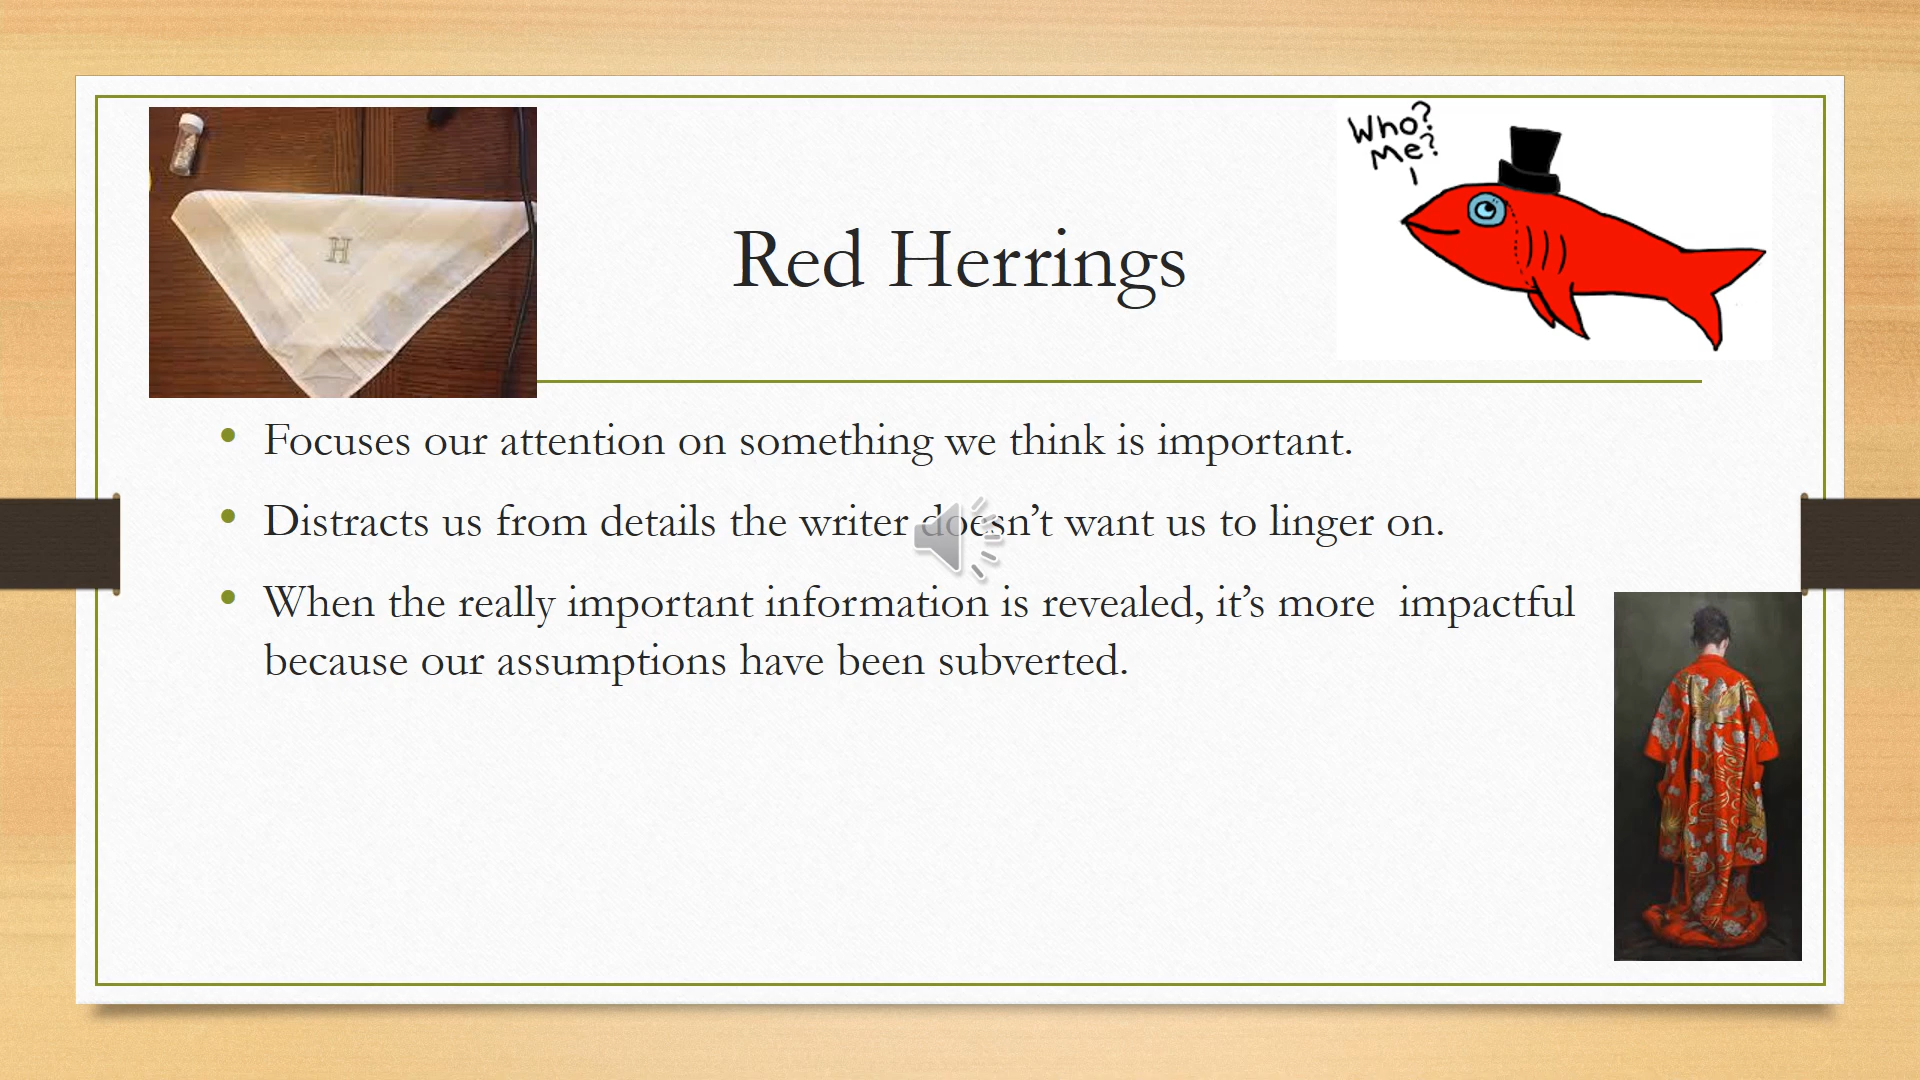 H
Who?
Me?
Red Herrings
Focuses our attention on something we think is important.
Distracts us from details the writer doesn’t want us to linger on.
When the really important information is revealed, it’s more  impactful
because our assumptions have been subverted.